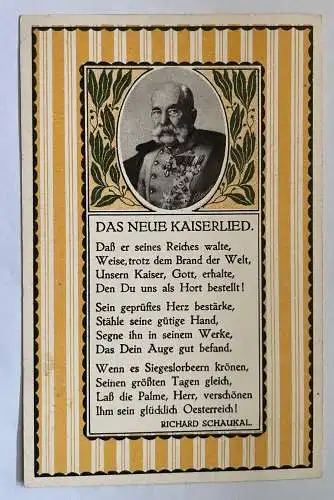 DAS NEUE KAISERLIED.
Daß er seines Reiches walte,
Weise, trotz dem Brand der Welt,
Unsern Kaiser, Gott, erhalte,
Den Du uns als Hort bestellt!
Sein geprüftes Herz bestärke,
Stähle seine gütige Hand,
Segne ihn in seinem Werke,
Das Dein Auge gut befand.
Wenn es Siegeslorbeern krönen,
Seinen größten Tagen gleich,
Laß die Palme, Herr, verschönen
Ihm sein glücklich Oesterreich!
RICHARD SCHAUKAL.